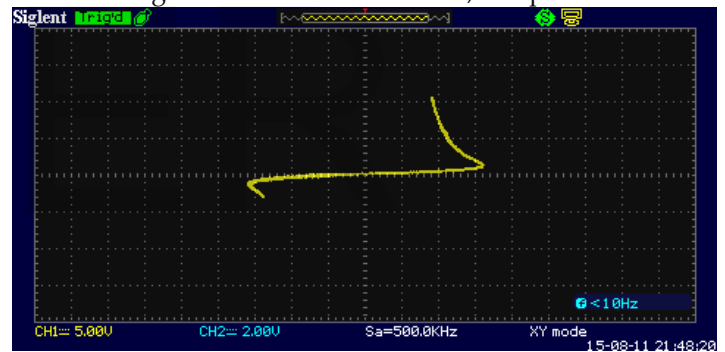 Siglent Trig'd S
f<10Hz
CH1 5.00V CH2 2.00V Sa=500.0KHz XY mode
15-08-11 21:48:20